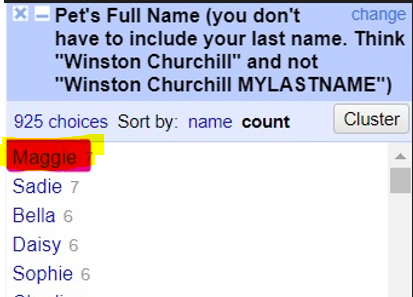 Pet's Full Name (you don't change
have to include your last name. Think
"Winston Churchill" and not
"Winston Churchill MYLASTNAME")
925 choices Sort by: name count Cluster
Maggie 7
Sadie 7
Bella 6
Daisy 6
Sophie 6